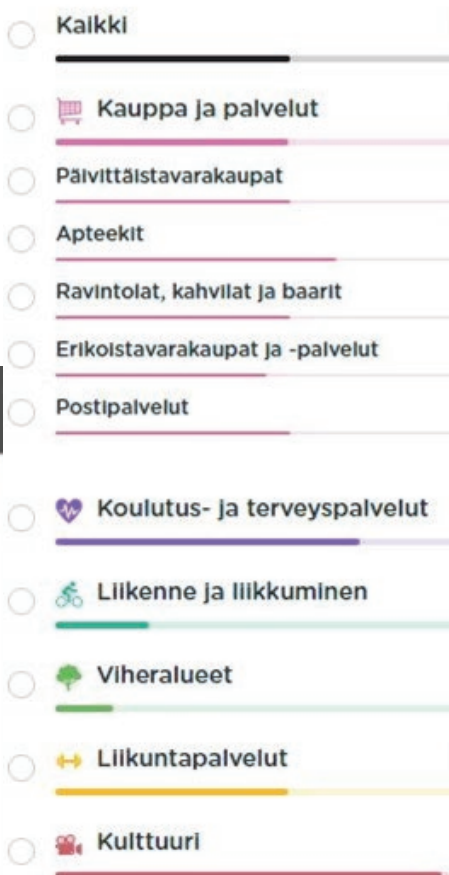 Kaikki
Kauppa ja palvelut
Päivittäistavarakaupat
Apteekit
Ravintolat, kahvilat ja baarit
Erikoistavarakaupat ja -palvelut
Postipalvelut
Koulutus- ja terveyspalvelut
Liikenne ja liikkuminen
Viheralueet
Liikuntapalvelut
Kulttuuri